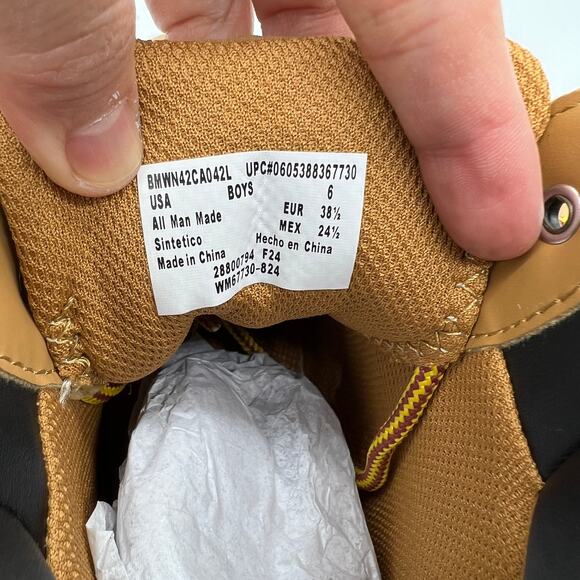 BMWN42CA042L UPC#0605388367730
USA BOYS 6
All Man Made EUR 38½
Sintetico MEX 24½
Made in China Hecho en China
28800794 F24
WM67730-824